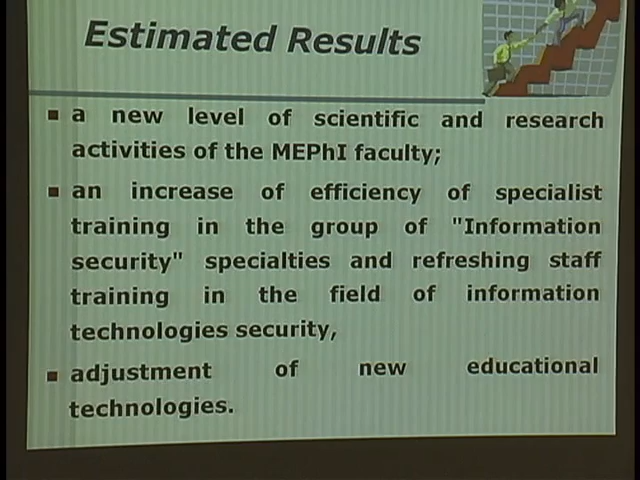 Estimated Results
▪ a new level of scientific and research
activities of the MEPhI faculty;
▪ an increase of efficiency of specialist
training in the group of "Information
security" specialties and refreshing staff
training in the field of information
technologies security,
▪ adjustment of new educational
technologies.